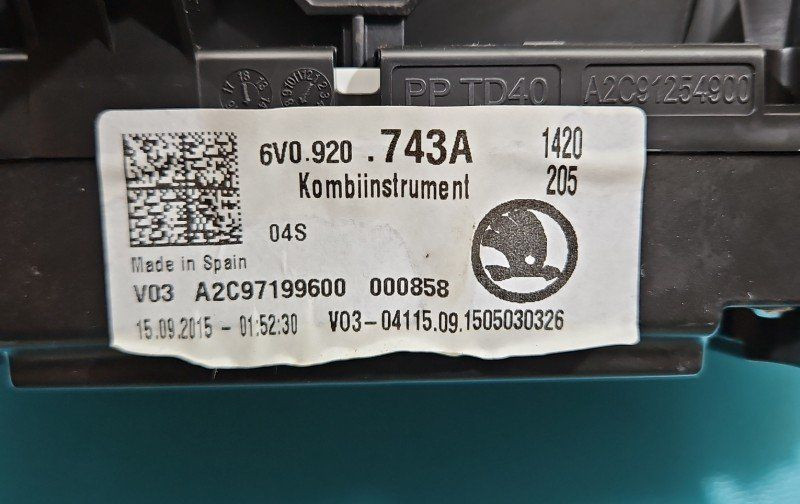 PP TD40 A2C91254900
6V0.920 .743A 1420
Kombiinstrument 205
04S
Made in Spain
V03 A2C97199600 000858
15.09.2015 - 01:52:30 V03-04115.09.1505030326